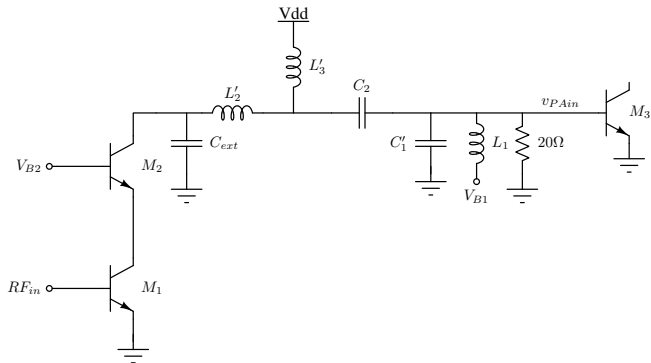 Vdd
L′3
C2
L′2
vPAin
M3
Cext
C′1
L1
20Ω
VB2
M2
VB1
RFin
M1